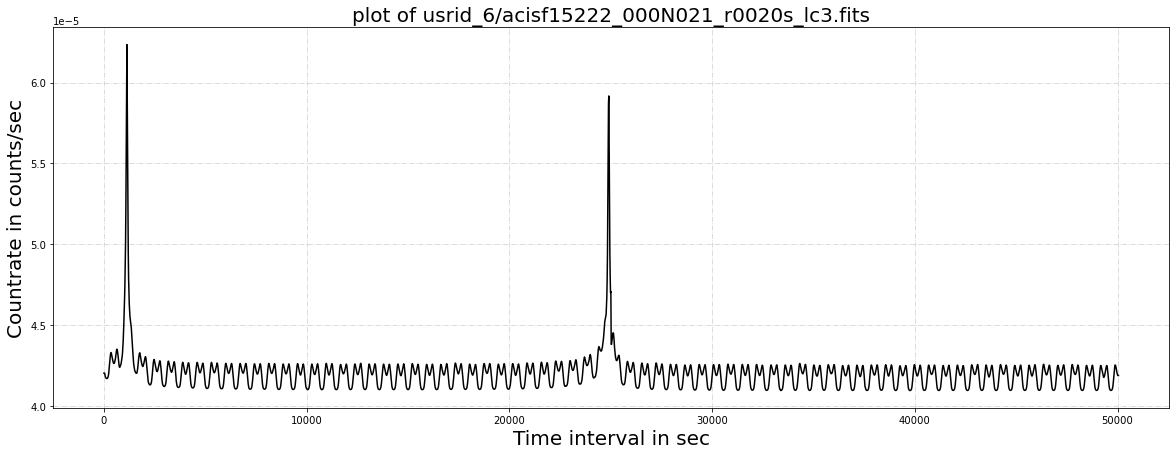 plot of usrid_6/acisf15222_000N021_r0020s_lc3.fits
1e−5
6.0
5.5
5.0
4.5
4.0
Countrate in counts/sec
0 10000 20000 30000 40000 50000
Time interval in sec